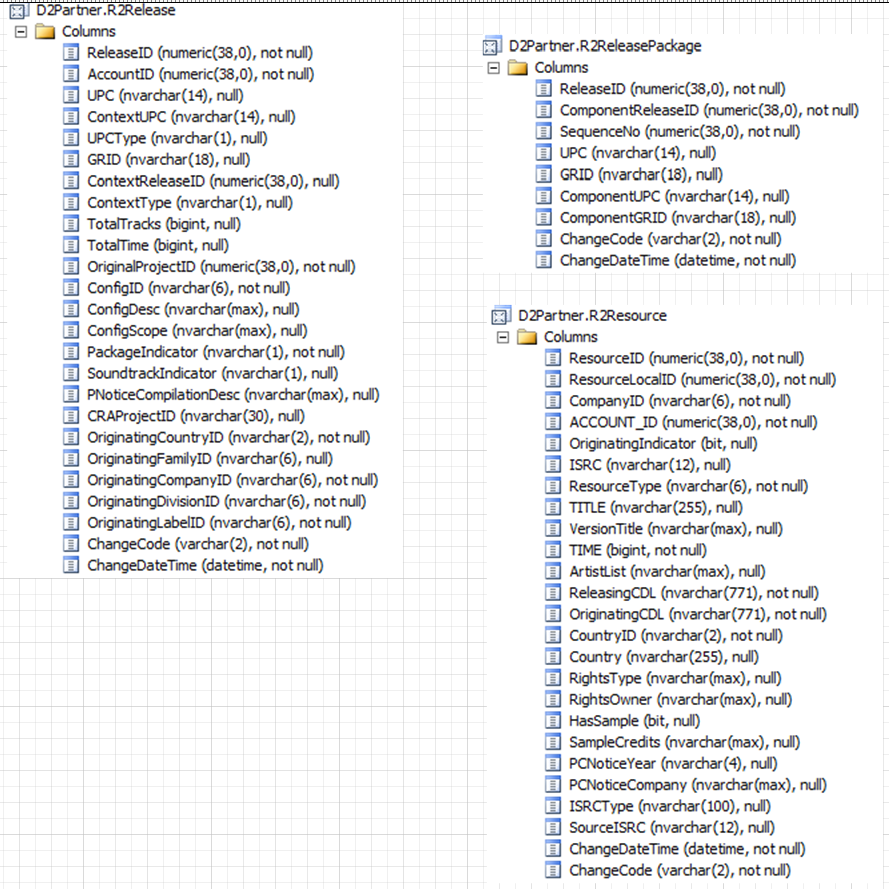 D2Partner.R2Release
Columns
ReleaseID (numeric(38,0), not null)
AccountID (numeric(38,0), not null)
UPC (nvarchar(14), null)
ContextUPC (nvarchar(14), null)
UPCType (nvarchar(1), null)
GRID (nvarchar(18), null)
ContextReleaseID (numeric(38,0), null)
ContextType (nvarchar(1), null)
TotalTracks (bigint, null)
TotalTime (bigint, null)
OriginalProjectID (numeric(38,0), not null)
ConfigID (nvarchar(6), not null)
ConfigDesc (nvarchar(max), null)
ConfigScope (nvarchar(max), null)
PackageIndicator (nvarchar(1), not null)
SoundtrackIndicator (nvarchar(1), null)
PNoticeCompilationDesc (nvarchar(max), null)
CRAProjectID (nvarchar(30), null)
OriginatingCountryID (nvarchar(2), not null)
OriginatingFamilyID (nvarchar(6), null)
OriginatingCompanyID (nvarchar(6), not null)
OriginatingDivisionID (nvarchar(6), not null)
OriginatingLabelID (nvarchar(6), not null)
ChangeCode (varchar(2), not null)
ChangeDateTime (datetime, not null)
D2Partner.R2ReleasePackage
Columns
ReleaseID (numeric(38,0), not null)
ComponentReleaseID (numeric(38,0), not null)
SequenceNo (numeric(38,0), not null)
UPC (nvarchar(14), null)
GRID (nvarchar(18), null)
ComponentUPC (nvarchar(14), null)
ComponentGRID (nvarchar(18), null)
ChangeCode (varchar(2), not null)
ChangeDateTime (datetime, not null)
D2Partner.R2Resource
Columns
ResourceID (numeric(38,0), not null)
ResourceLocalID (numeric(38,0), not null)
CompanyID (nvarchar(6), not null)
ACCOUNT_ID (numeric(38,0), not null)
OriginatingIndicator (bit, null)
ISRC (nvarchar(12), null)
ResourceType (nvarchar(6), not null)
TITLE (nvarchar(255), null)
VersionTitle (nvarchar(max), null)
TIME (bigint, not null)
ArtistList (nvarchar(max), null)
ReleasingCDL (nvarchar(771), not null)
OriginatingCDL (nvarchar(771), not null)
CountryID (nvarchar(2), not null)
Country (nvarchar(255), null)
RightsType (nvarchar(max), null)
RightsOwner (nvarchar(max), null)
HasSample (bit, null)
SampleCredits (nvarchar(max), null)
PCNoticeYear (nvarchar(4), null)
PCNoticeCompany (nvarchar(max), null)
ISRCType (nvarchar(100), null)
SourceISRC (nvarchar(12), null)
ChangeDateTime (datetime, not null)
ChangeCode (varchar(2), not null)